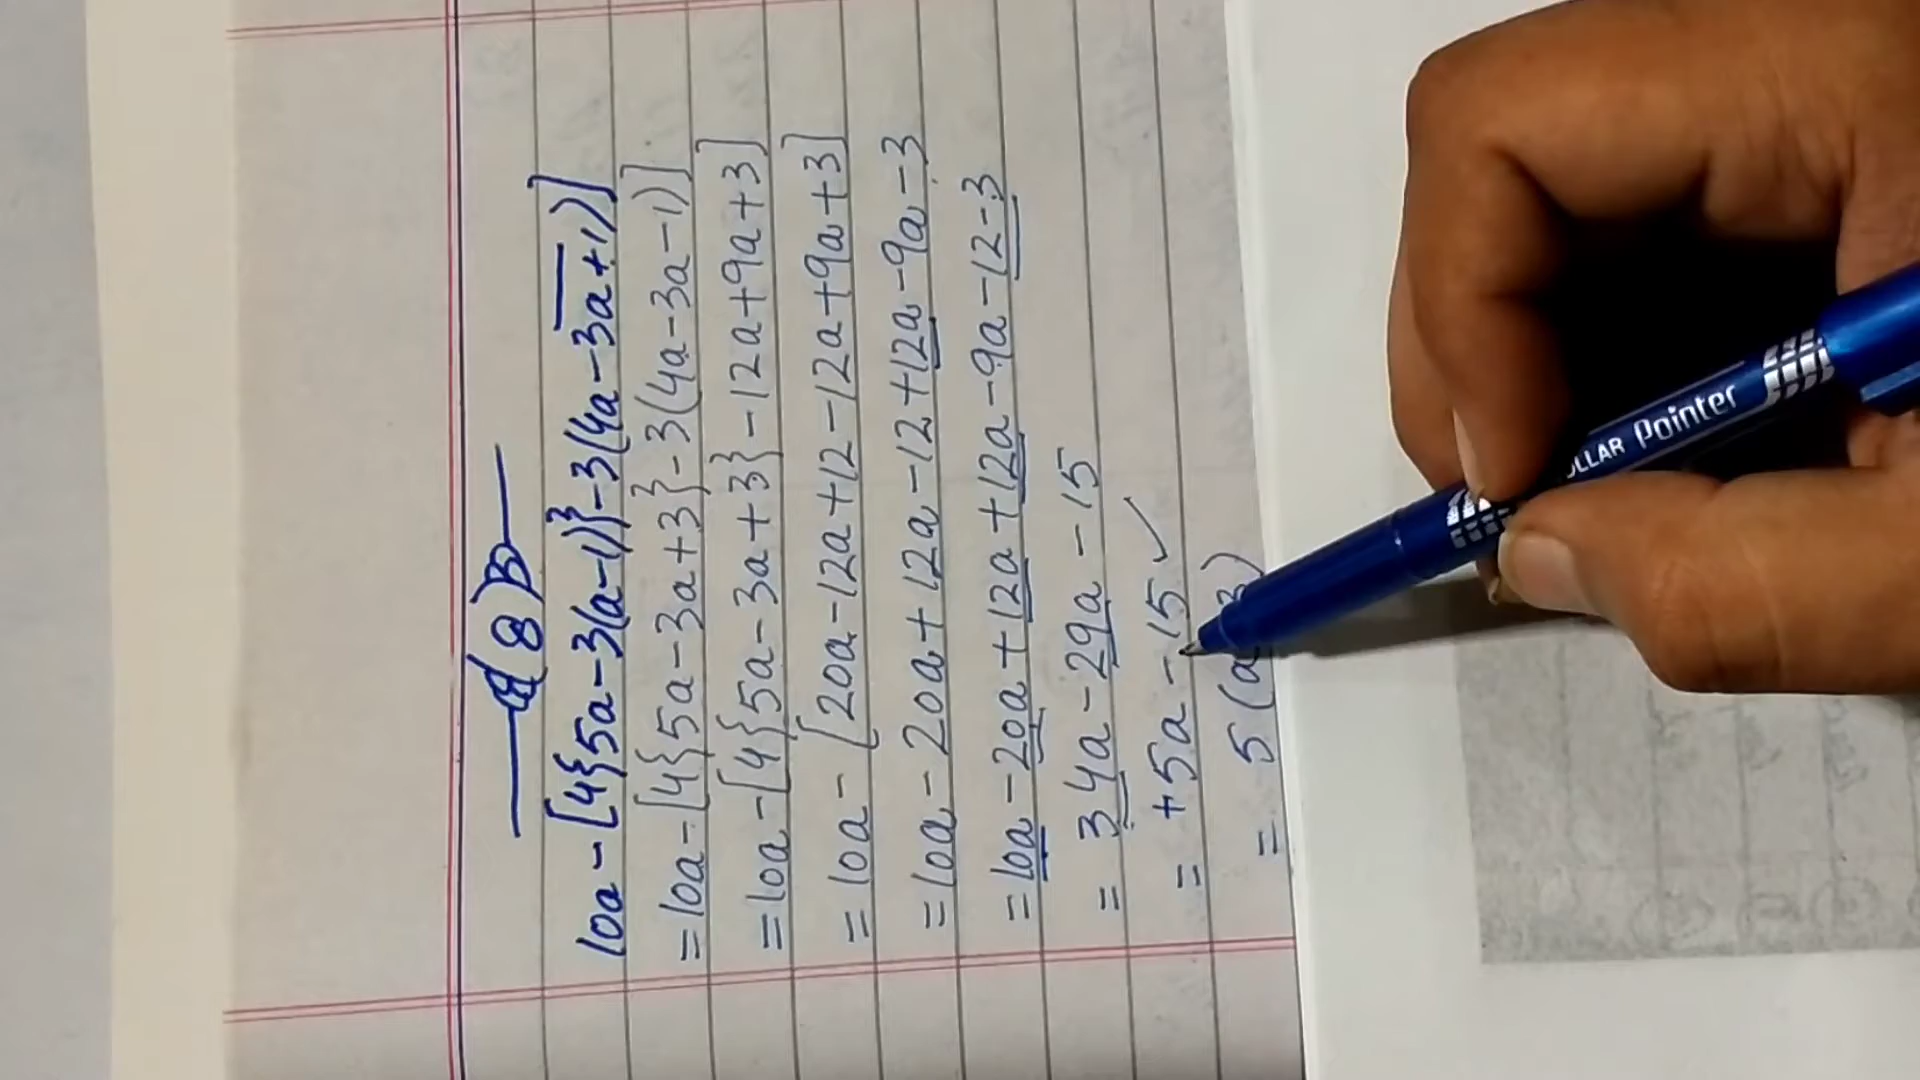 (8)
10a-[4{5a-3(a-1)}-3(4a-3a+1)]
=10a-[4{5a-3a+3}-3(4a-3a-1)]
=10a-[4{5a-3a+3}-12a+9a+3]
=10a-[20a-12a+12-12a+9a+3]
=10a-20a+12a-12+12a-9a-3
=10a-20a+12a+12a-9a-12-3
= 34a-29a-15
= +5a-15✓
= 5(a-3)
OLLAR Pointer